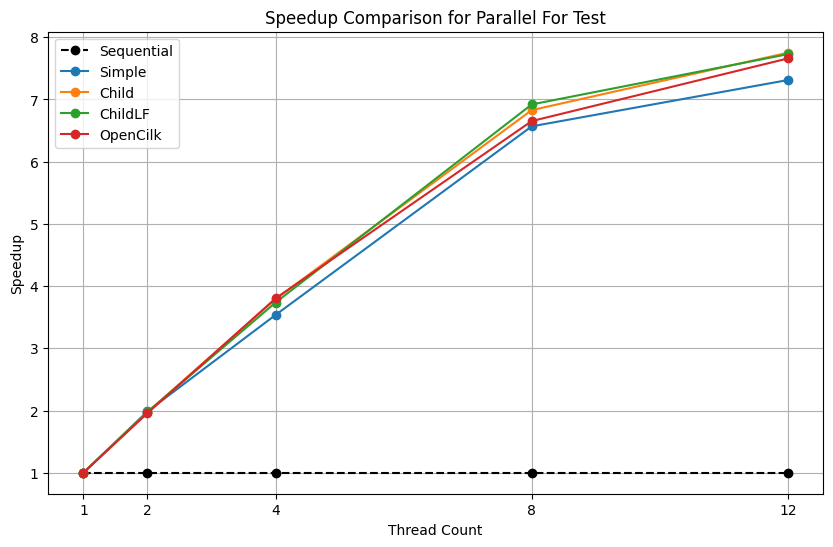 Speedup Comparison for Parallel For Test
8
7
6
5
4
3
2
1
Speedup
Sequential
Simple
Child
ChildLF
OpenCilk
1 2 4 8 12
Thread Count